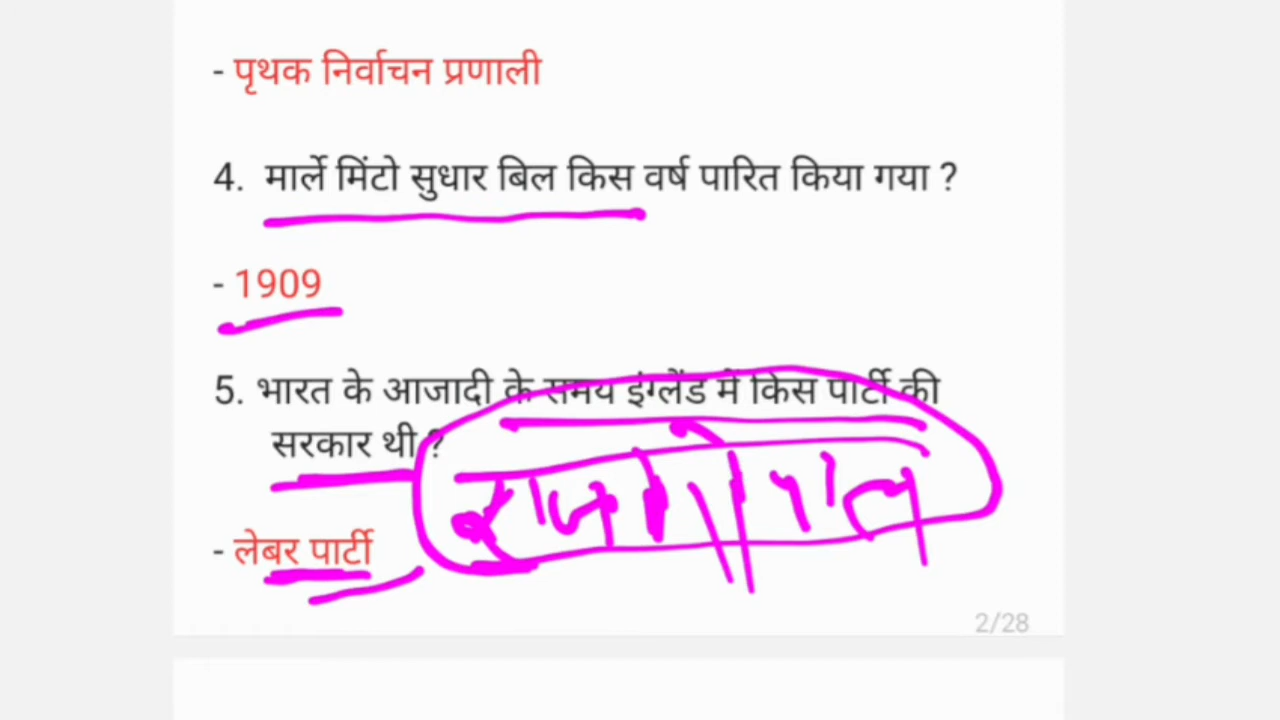 - पृथक निर्वाचन प्रणाली
4. मार्ले मिंटो सुधार बिल किस वर्ष पारित किया गया ?
- 1909
5. भारत के आजादी के समय इंग्लैंड में किस पार्टी की
सरकार थी ?
- लेबर पार्टी
2/28